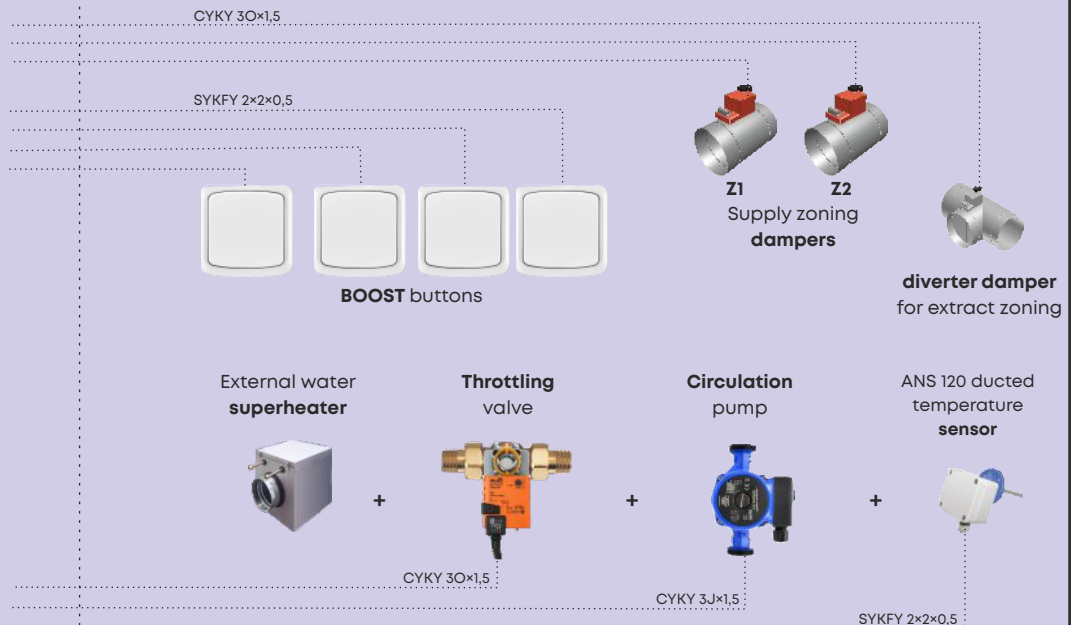 CYKY 3O×1,5
SYKFY 2×2×0,5
Z1
Z2
Supply zoning
dampers
diverter damper
for extract zoning
BOOST buttons
External water
superheater
Throttling
valve
Circulation
pump
ANS 120 ducted
temperature
sensor
+
+
+
CYKY 3O×1,5
CYKY 3J×1,5
SYKFY 2×2×0,5